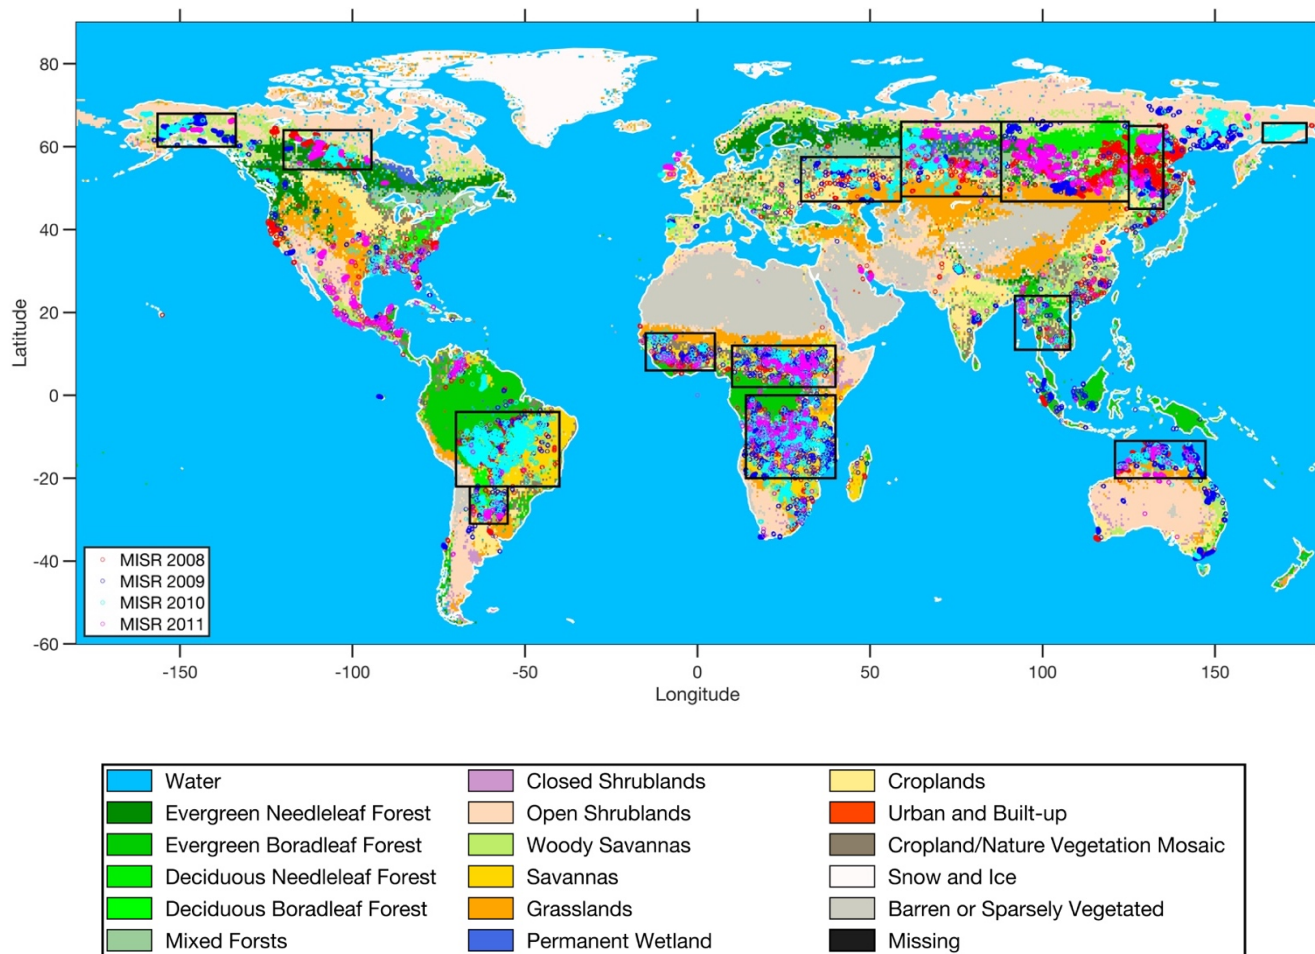 80
60
40
20
0
-20
-40
-60
Latitude
MISR 2008
MISR 2009
MISR 2010
MISR 2011
-150 -100 -50 0 50 100 150
Longitude
Water Closed Shrublands Croplands
Evergreen Needleleaf Forest Open Shrublands Urban and Built-up
Evergreen Boradleaf Forest Woody Savannas Cropland/Nature Vegetation Mosaic
Deciduous Needleleaf Forest Savannas Snow and Ice
Deciduous Boradleaf Forest Grasslands Barren or Sparsely Vegetated
Mixed Forsts Permanent Wetland Missing